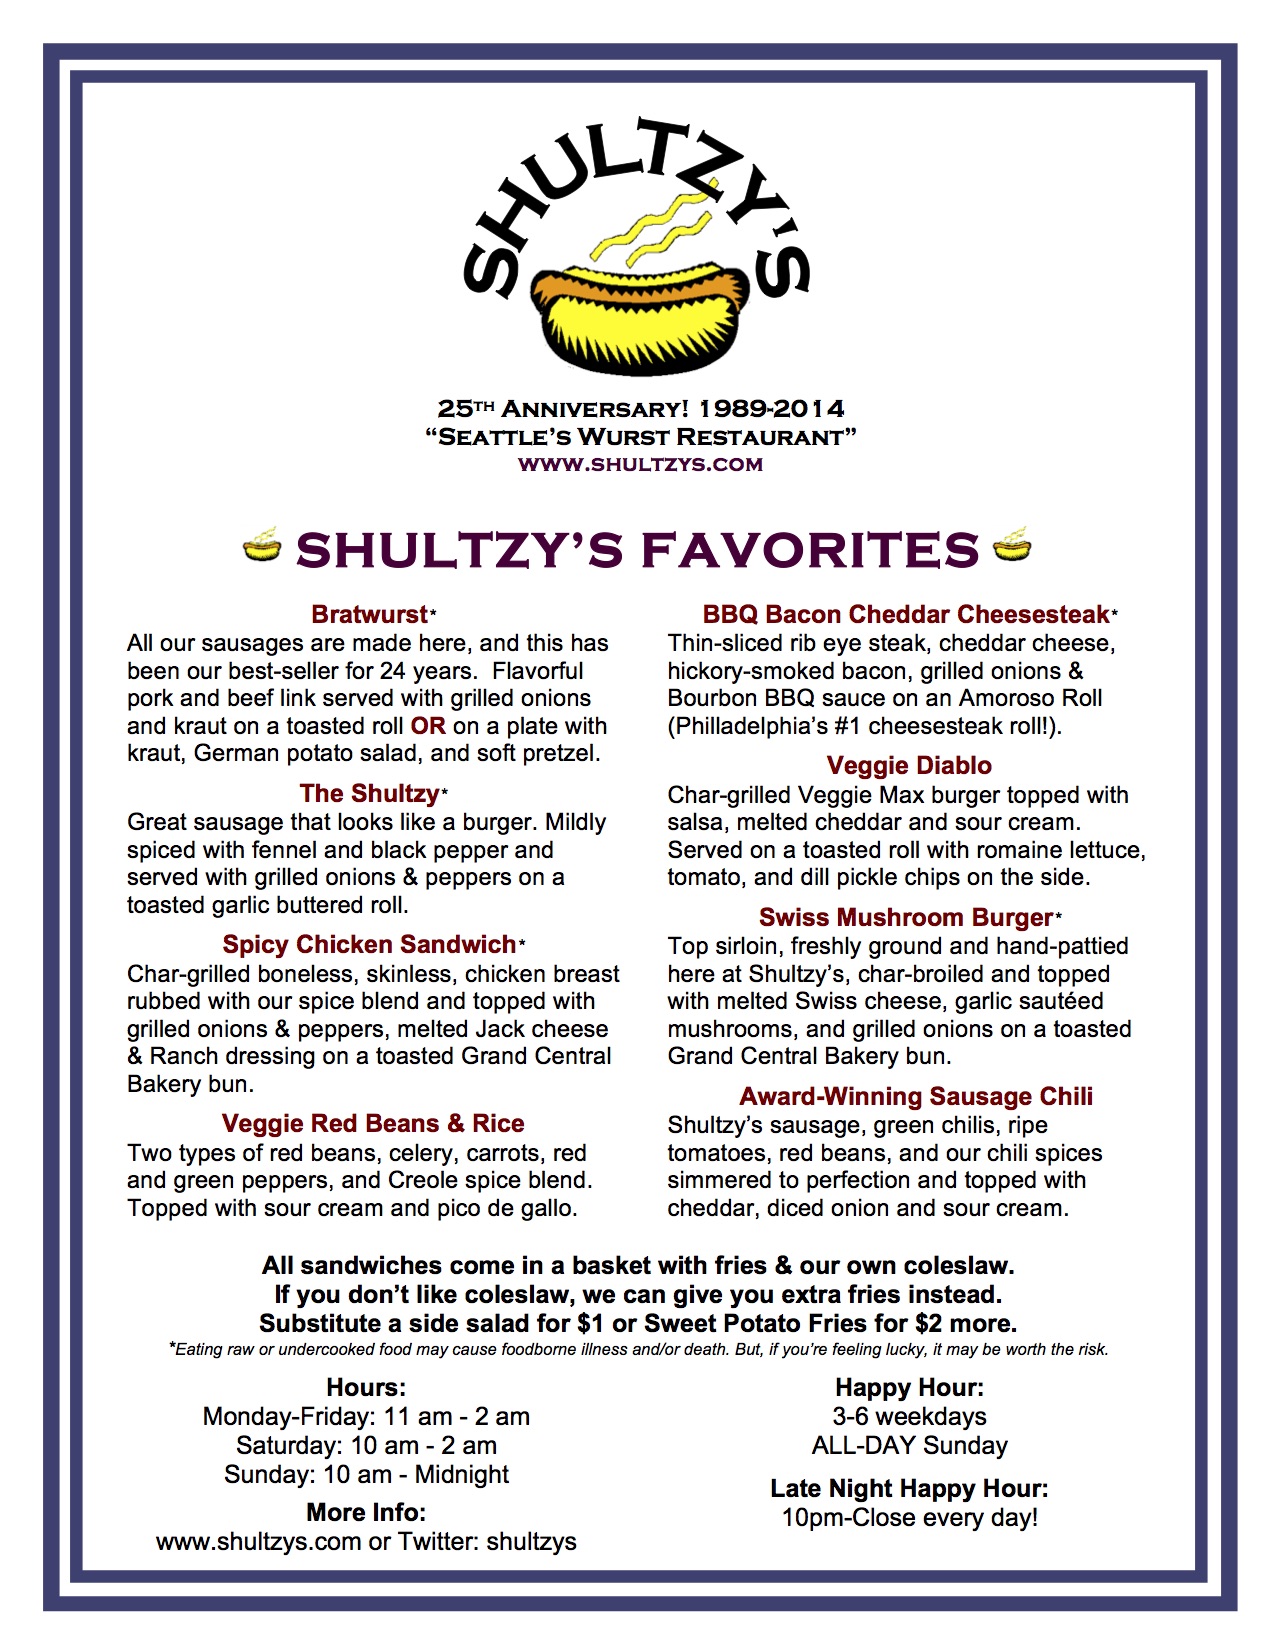 SHULTZY'S
25TH ANNIVERSARY! 1989-2014
“SEATTLE’S WURST RESTAURANT”
WWW.SHULTZYS.COM
SHULTZY’S FAVORITES
Bratwurst*
All our sausages are made here, and this has
been our best-seller for 24 years.  Flavorful
pork and beef link served with grilled onions
and kraut on a toasted roll OR on a plate with
kraut, German potato salad, and soft pretzel.
The Shultzy*
Great sausage that looks like a burger. Mildly
spiced with fennel and black pepper and
served with grilled onions & peppers on a
toasted garlic buttered roll.
Spicy Chicken Sandwich*
Char-grilled boneless, skinless, chicken breast
rubbed with our spice blend and topped with
grilled onions & peppers, melted Jack cheese
& Ranch dressing on a toasted Grand Central
Bakery bun.
Veggie Red Beans & Rice
Two types of red beans, celery, carrots, red
and green peppers, and Creole spice blend.
Topped with sour cream and pico de gallo.
BBQ Bacon Cheddar Cheesesteak*
Thin-sliced rib eye steak, cheddar cheese,
hickory-smoked bacon, grilled onions &
Bourbon BBQ sauce on an Amoroso Roll
(Philladelphia’s #1 cheesesteak roll!).
Veggie Diablo
Char-grilled Veggie Max burger topped with
salsa, melted cheddar and sour cream.
Served on a toasted roll with romaine lettuce,
tomato, and dill pickle chips on the side.
Swiss Mushroom Burger*
Top sirloin, freshly ground and hand-pattied
here at Shultzy’s, char-broiled and topped
with melted Swiss cheese, garlic sautéed
mushrooms, and grilled onions on a toasted
Grand Central Bakery bun.
Award-Winning Sausage Chili
Shultzy’s sausage, green chilis, ripe
tomatoes, red beans, and our chili spices
simmered to perfection and topped with
cheddar, diced onion and sour cream.
All sandwiches come in a basket with fries & our own coleslaw.
If you don’t like coleslaw, we can give you extra fries instead.
Substitute a side salad for $1 or Sweet Potato Fries for $2 more.
*Eating raw or undercooked food may cause foodborne illness and/or death. But, if you’re feeling lucky, it may be worth the risk.
Hours:
Monday-Friday: 11 am - 2 am
Saturday: 10 am - 2 am
Sunday: 10 am - Midnight
More Info:
www.shultzys.com or Twitter: shultzys
Happy Hour:
3-6 weekdays
ALL-DAY Sunday
Late Night Happy Hour:
10pm-Close every day!